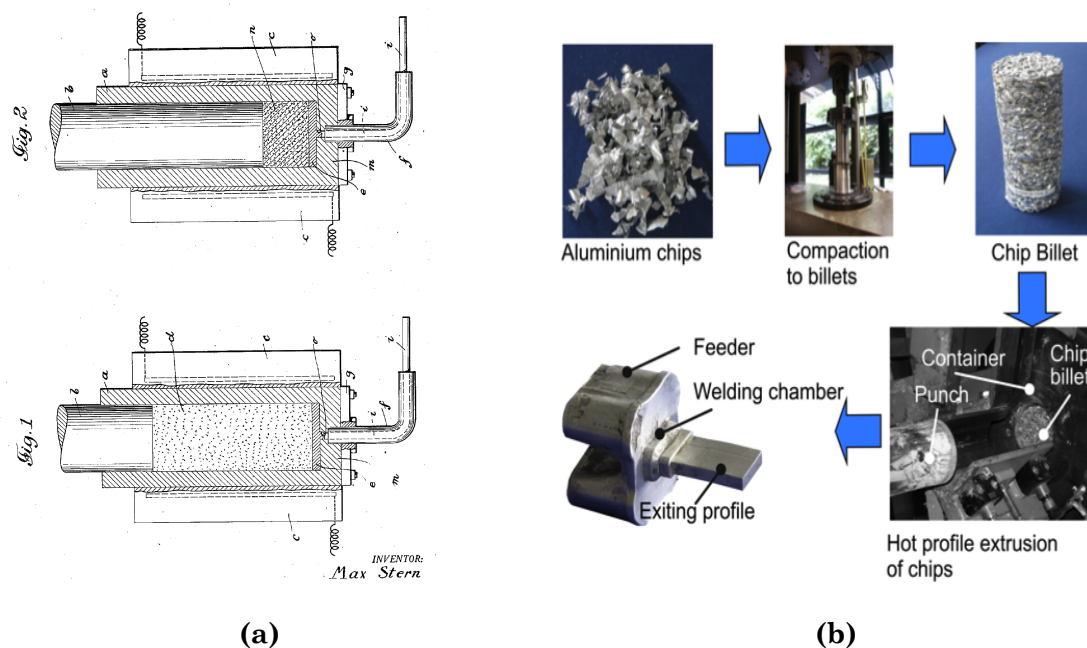 Fig. 2
b
a
n
c
o
i
g
i
f
m
e
c
Fig. 1
b
a
d
c
o
i
g
f
i
e
m
c
INVENTOR:
Max Stern
(a)
Aluminium chips
Compaction
to billets
Chip Billet
Container
Chip
billet
Punch
Hot profile extrusion
of chips
Feeder
Welding chamber
Exiting profile
(b)